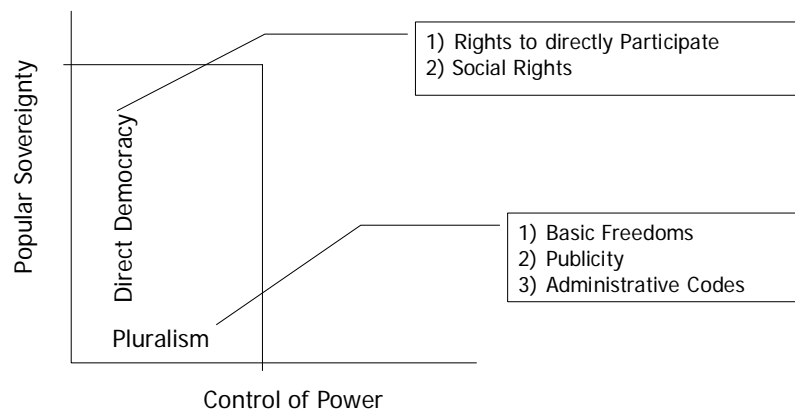 1) Rights to directly Participate
2) Social Rights
Popular Sovereignty
Direct Democracy
1) Basic Freedoms
2) Publicity
3) Administrative Codes
Pluralism
Control of Power